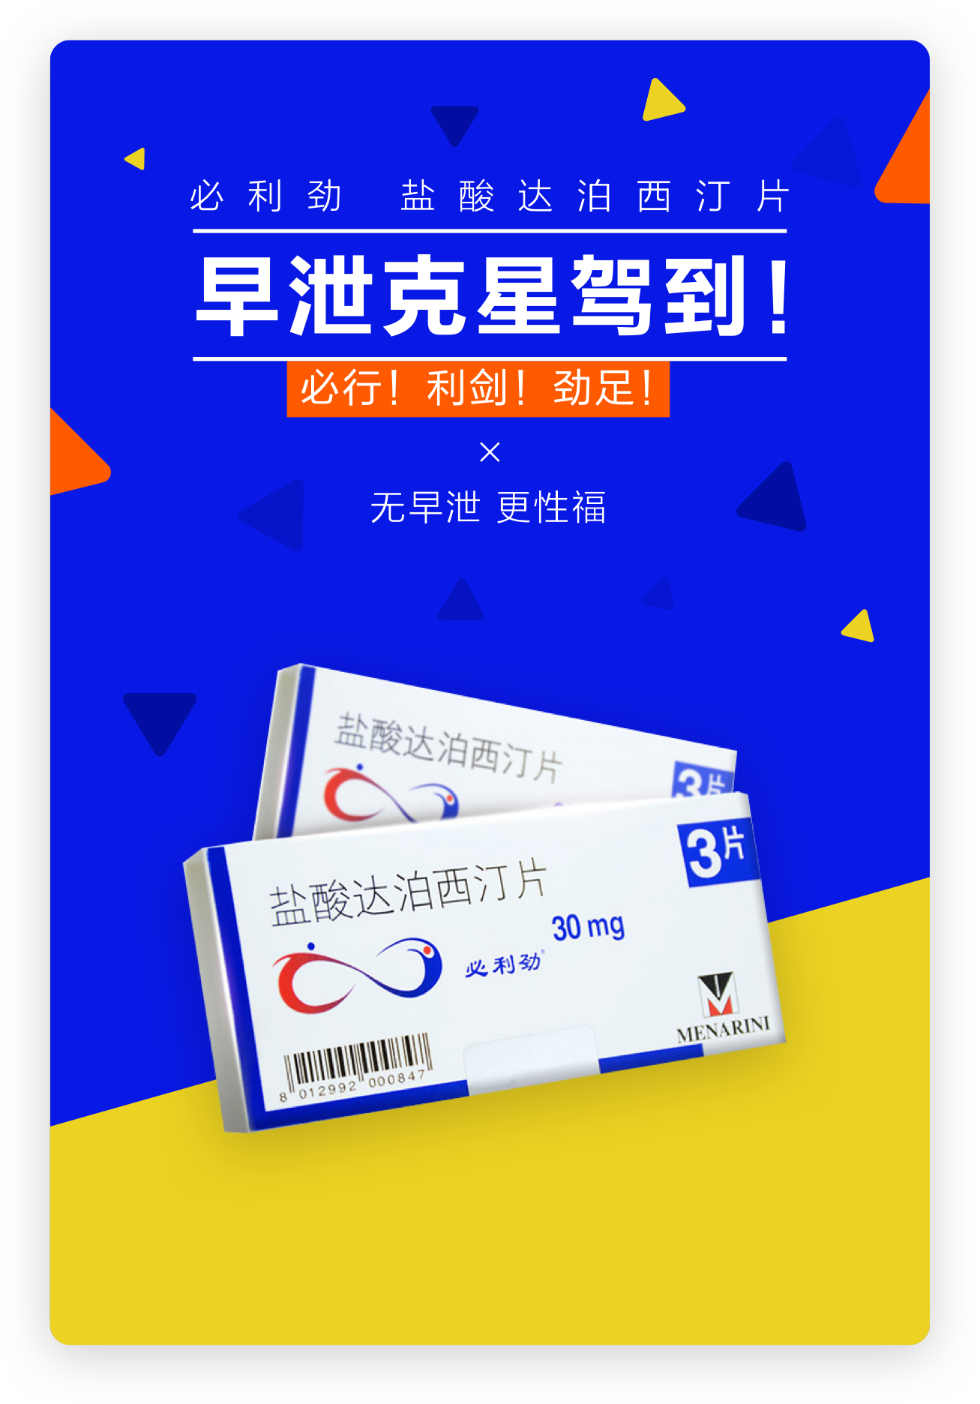 必利劲 盐酸达泊西汀片
早泄克星驾到！
必行！利剑！劲足！
×
无早泄 更性福
盐酸达泊西汀片
3片
3片
盐酸达泊西汀片
30 mg
必利劲®
MENARINI
8 012992 000847